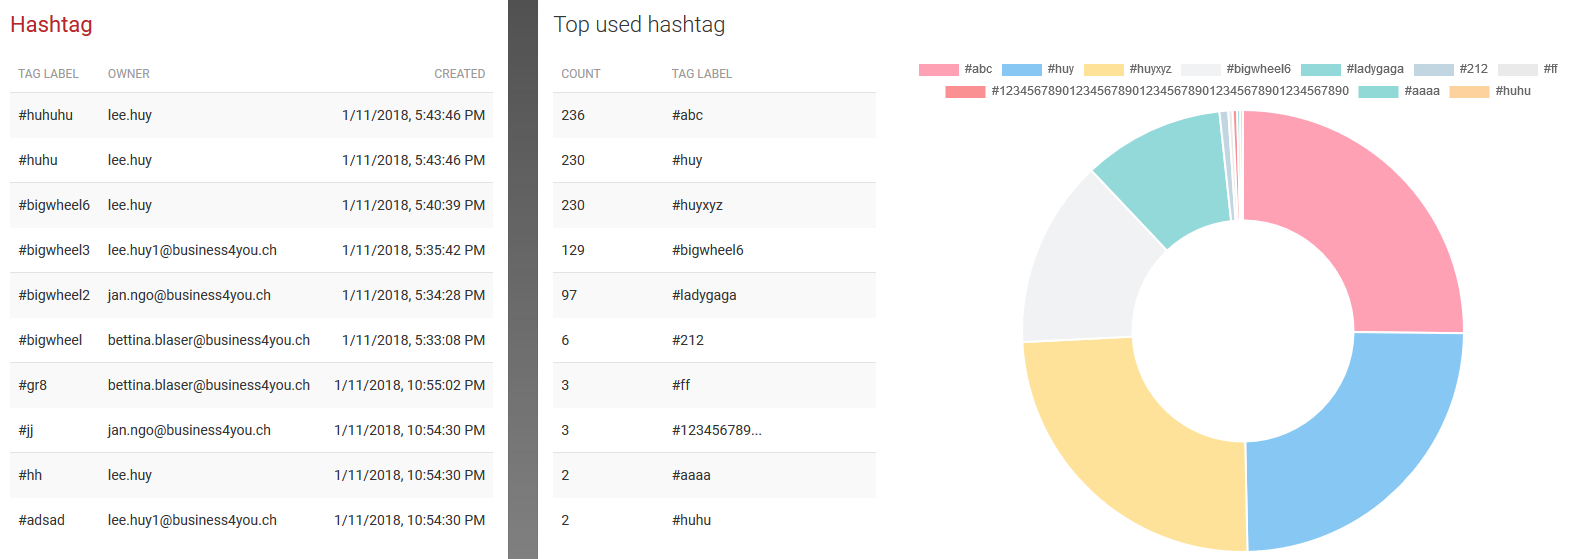 Hashtag
TAG LABEL OWNER CREATED
#huhuhu lee.huy 1/11/2018, 5:43:46 PM
#huhu lee.huy 1/11/2018, 5:43:46 PM
#bigwheel6 lee.huy 1/11/2018, 5:40:39 PM
#bigwheel3 lee.huy1@business4you.ch 1/11/2018, 5:35:42 PM
#bigwheel2 jan.ngo@business4you.ch 1/11/2018, 5:34:28 PM
#bigwheel bettina.blaser@business4you.ch 1/11/2018, 5:33:08 PM
#gr8 bettina.blaser@business4you.ch 1/11/2018, 10:55:02 PM
#jj jan.ngo@business4you.ch 1/11/2018, 10:54:30 PM
#hh lee.huy 1/11/2018, 10:54:30 PM
#adsad lee.huy1@business4you.ch 1/11/2018, 10:54:30 PM
Top used hashtag
COUNT TAG LABEL
236 #abc
230 #huy
230 #huyxyz
129 #bigwheel6
97 #ladygaga
6 #212
3 #ff
3 #123456789...
2 #aaaa
2 #huhu
#abc #huy #huyxyz #bigwheel6 #ladygaga #212 #ff
#12345678901234567890123456789012345678901234567890 #aaaa #huhu